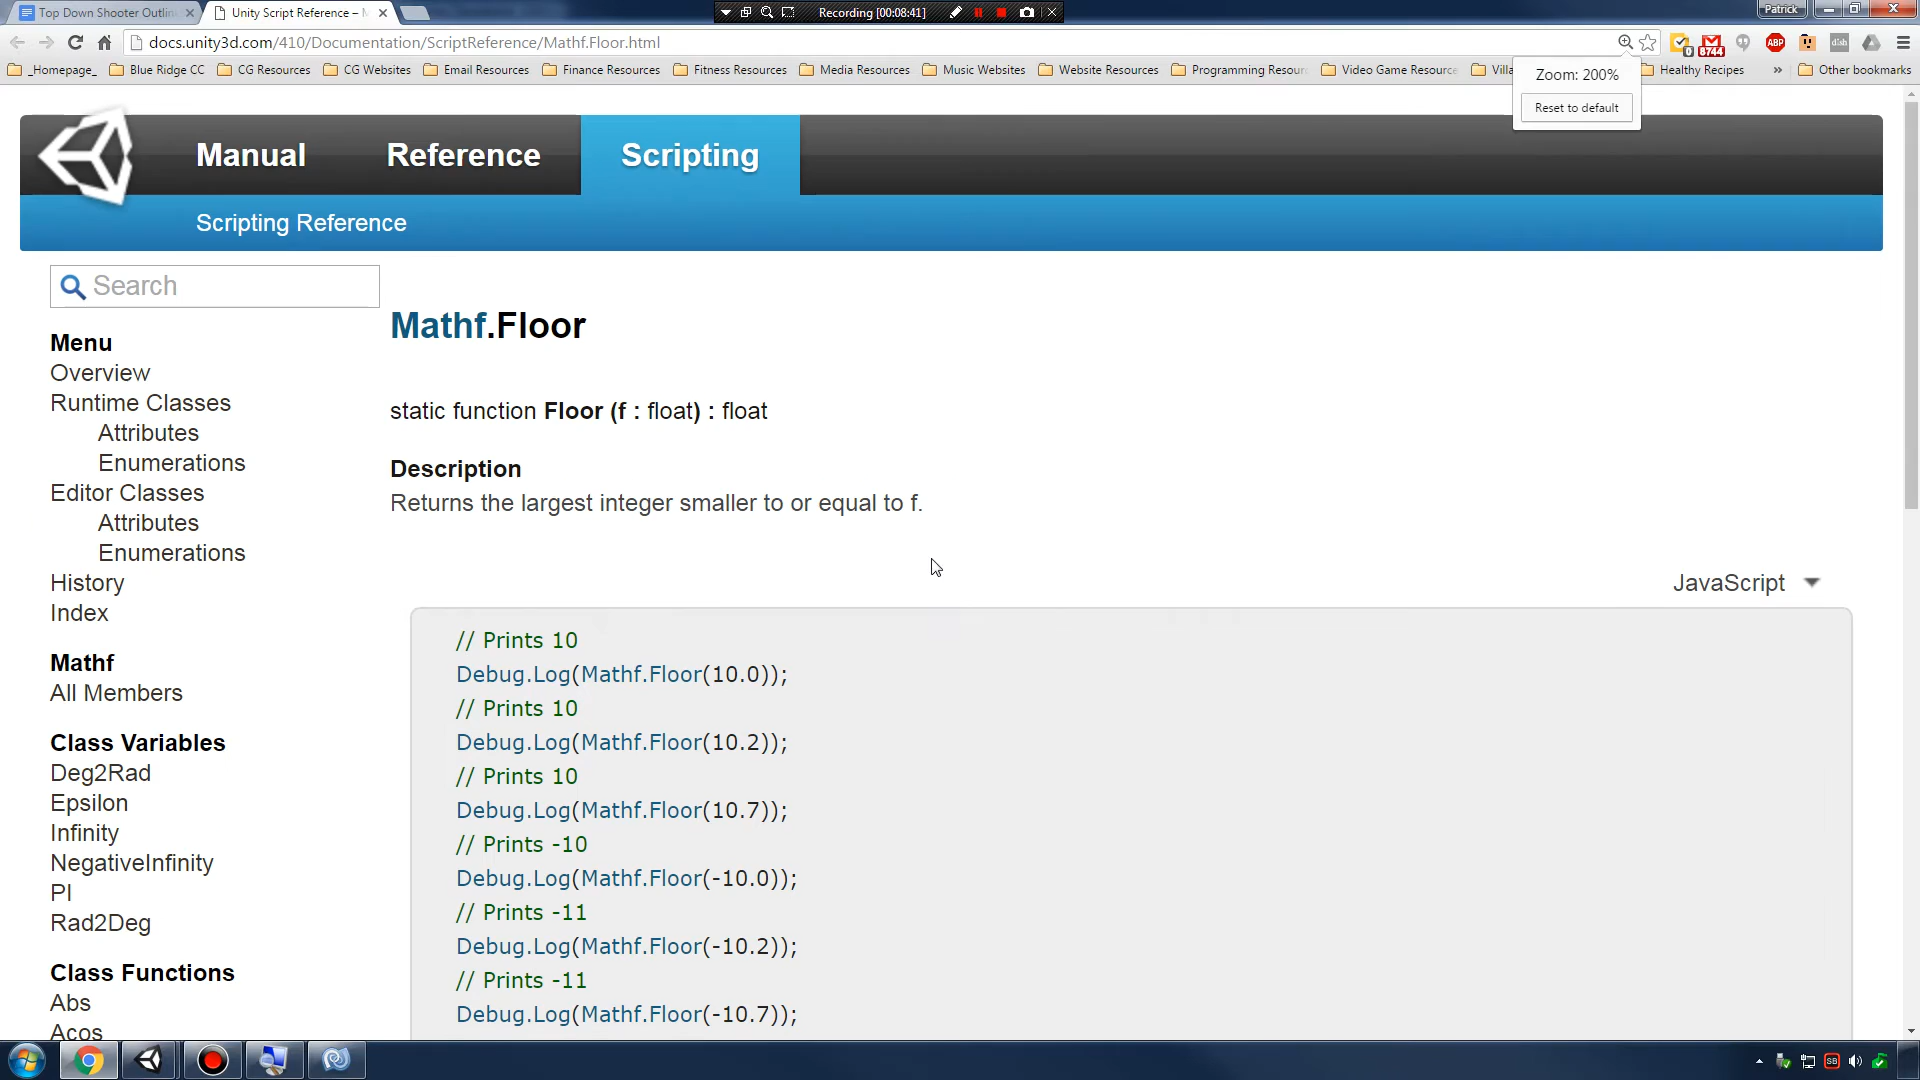 Top Down Shooter Outlin
Unity Script Reference – M
Recording [00:08:41]
Patrick
docs.unity3d.com/410/Documentation/ScriptReference/Mathf.Floor.html
0
8744
ABP
dish
_Homepage_
Blue Ridge CC
CG Resources
CG Websites
Email Resources
Finance Resources
Fitness Resources
Media Resources
Music Websites
Website Resources
Programming Resour
Video Game Resource
Villa
Healthy Recipes
»
Other bookmarks
Zoom: 200%
Reset to default
Manual
Reference
Scripting
Scripting Reference
Search
Menu
Overview
Runtime Classes
Attributes
Enumerations
Editor Classes
Attributes
Enumerations
History
Index
Mathf
All Members
Class Variables
Deg2Rad
Epsilon
Infinity
NegativeInfinity
PI
Rad2Deg
Class Functions
Abs
Acos
Mathf.Floor
static function Floor (f : float) : float
Description
Returns the largest integer smaller to or equal to f.
JavaScript
// Prints 10
Debug.Log(Mathf.Floor(10.0));
// Prints 10
Debug.Log(Mathf.Floor(10.2));
// Prints 10
Debug.Log(Mathf.Floor(10.7));
// Prints -10
Debug.Log(Mathf.Floor(-10.0));
// Prints -11
Debug.Log(Mathf.Floor(-10.2));
// Prints -11
Debug.Log(Mathf.Floor(-10.7));
SB